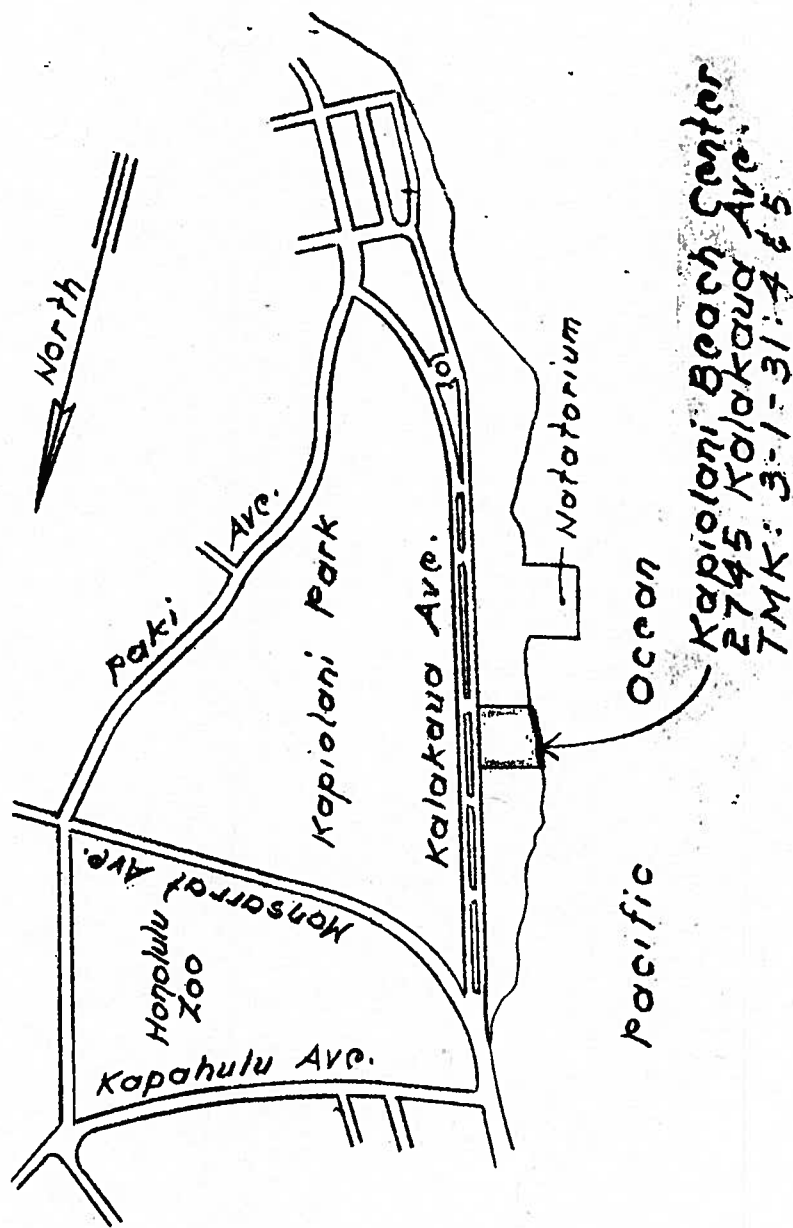 North
Paki Ave.
Kapiolani Park
Kalakaua Ave.
Monsarrat Ave.
Honolulu
Zoo
Kapahulu Ave.
Natatorium
Pacific Ocean
Kapiolani Beach Center
2745 Kalakaua Ave.
TMK: 3-1-31:4 & 5